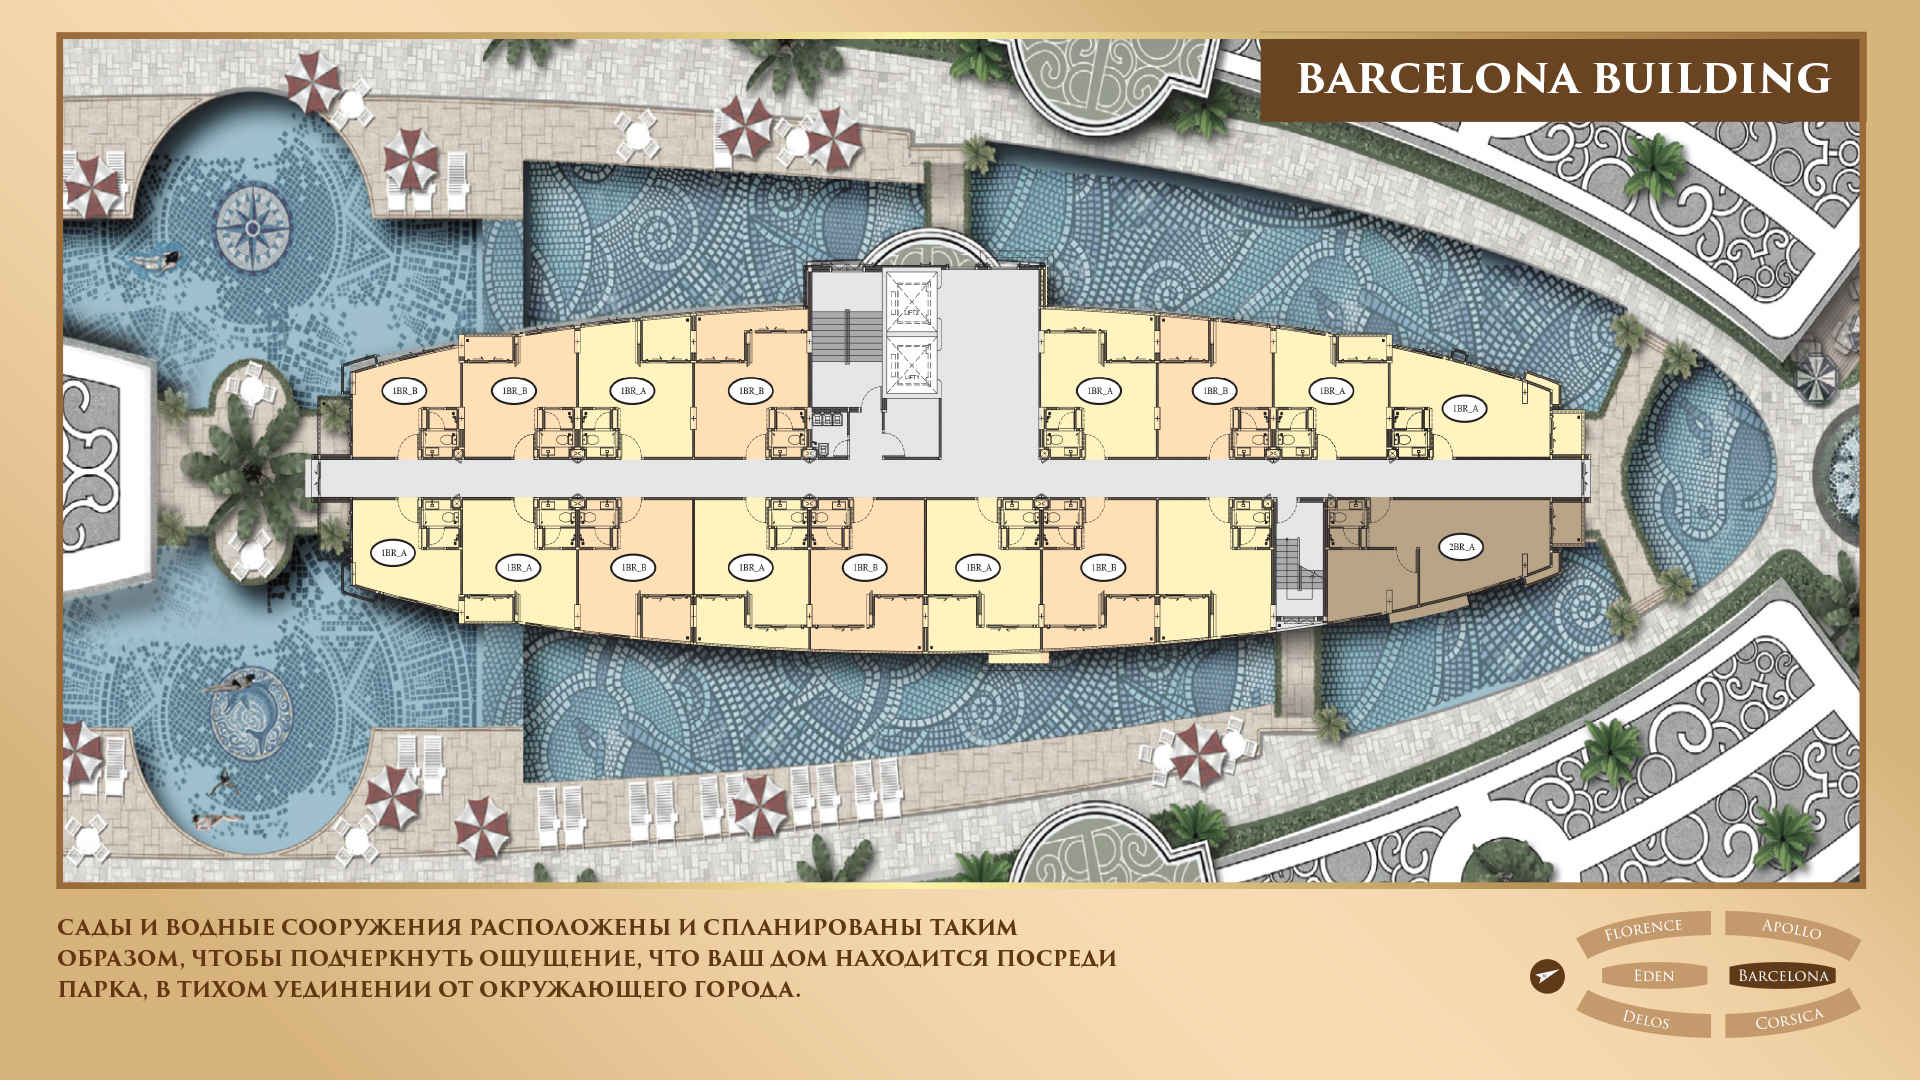 BARCELONA BUILDING
LIFT2
LIFT1
1BR_B
1BR_B
1BR_A
1BR_B
1BR_A
1BR_B
1BR_A
1BR_A
1BR_A
1BR_A
1BR_B
1BR_A
1BR_B
1BR_A
1BR_B
2BR_A
САДЫ И ВОДНЫЕ СООРУЖЕНИЯ РАСПОЛОЖЕНЫ И СПЛАНИРОВАНЫ ТАКИМ
ОБРАЗОМ, ЧТОБЫ ПОДЧЕРКНУТЬ ОЩУЩЕНИЕ, ЧТО ВАШ ДОМ НАХОДИТСЯ ПОСРЕДИ
ПАРКА, В ТИХОМ УЕДИНЕНИИ ОТ ОКРУЖАЮЩЕГО ГОРОДА.
FLORENCE
APOLLO
EDEN
BARCELONA
DELOS
CORSICA